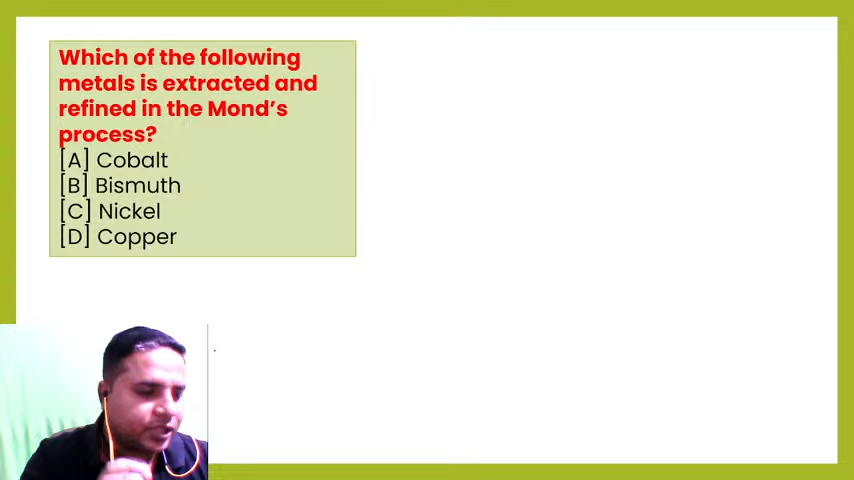 Which of the following
metals is extracted and
refined in the Mond’s
process?
[A] Cobalt
[B] Bismuth
[C] Nickel
[D] Copper